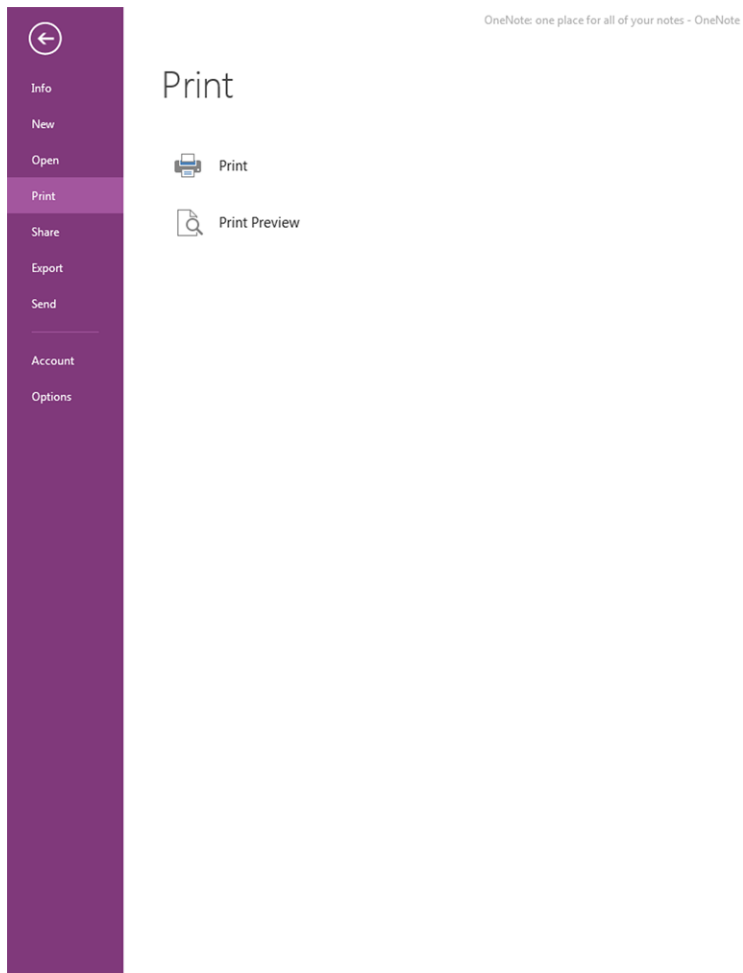 OneNote: one place for all of your notes - OneNote
Info
New
Open
Print
Share
Export
Send
Account
Options
Print
Print
Print Preview